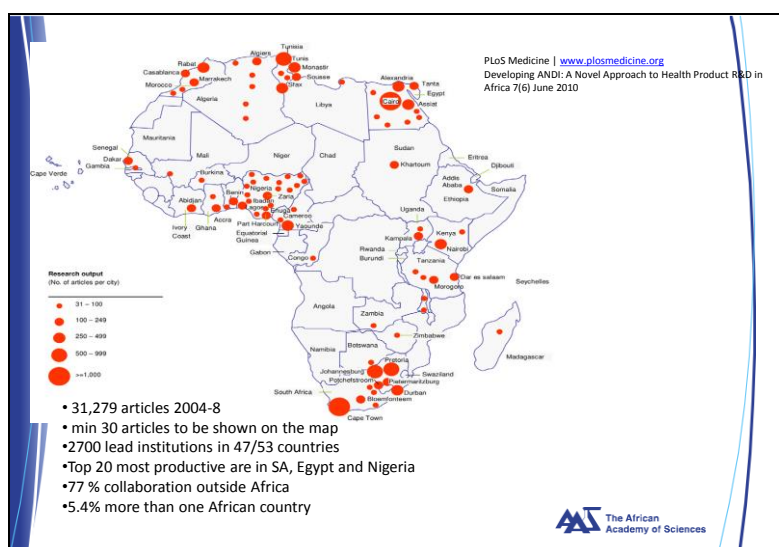 PLoS Medicine | www.plosmedicine.org
Developing ANDI: A Novel Approach to Health Product R&D in
Africa 7(6) June 2010
Tunisia
Algiers
Tunis
Rabat
Monastir
Casablanca
Sousse
Marrakech
Sfax
Morocco
Alexandria
Tanta
Egypt
Cairo
Assiat
Algeria
Libya
Mauritania
Senegal
Dakar
Gambia
Cape Verde
Mali
Niger
Chad
Sudan
Khartoum
Eritrea
Djibouti
Burkina
Benin
Nigeria
Zaria
Ibadan
Lagos
Enugu
Abidjan
Accra
Part Harcourt
Cameroo
Yaounde
Ivory
Coast
Ghana
Equatorial
Guinea
Gabon
Congo
Addis
Ababa
Somalia
Ethiopia
Uganda
Kampala
Kenya
Nairobi
Rwanda
Burundi
Tanzania
Dar es salaam
Morogoro
Seychelles
Angola
Zambia
Zimbabwe
Namibia
Botswana
Madagascar
Pretoria
Johannesburg
Swaziland
Potchefstroom
Pietermaritzburg
South Africa
Durban
Bloemfonteem
Cape Town
Research output
(No. of articles per city)
31 – 100
100 –249
250 – 499
500 – 999
>=1,000
• 31,279 articles 2004-8
• min 30 articles to be shown on the map
•2700 lead institutions in 47/53 countries
•Top 20 most productive are in SA, Egypt and Nigeria
•77 % collaboration outside Africa
•5.4% more than one African country
AAS
The African
Academy of Sciences